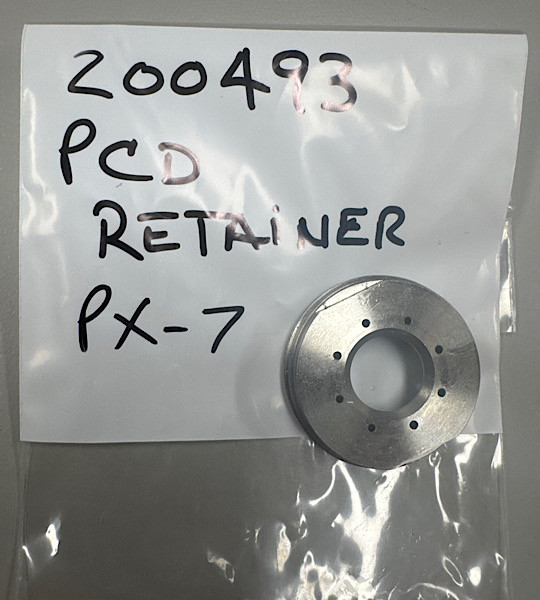 200493
PCD
RETAiNER
PX-7